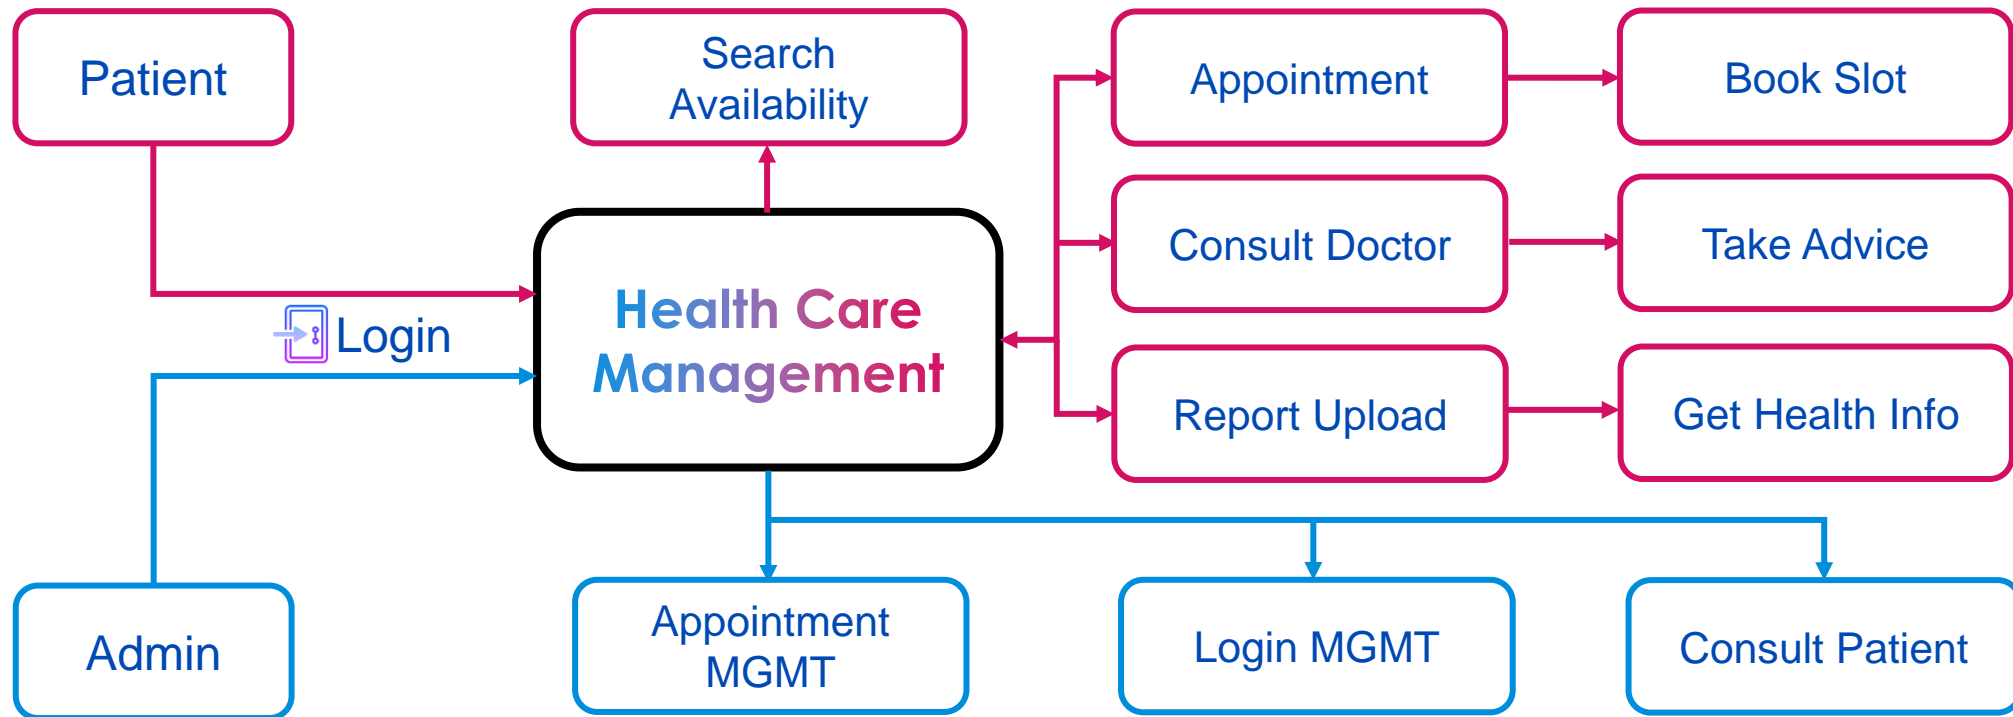 Patient
Search
Availability
Appointment
Book Slot
Consult Doctor
Take Advice
Health Care
Management
Login
Report Upload
Get Health Info
Admin
Appointment
MGMT
Login MGMT
Consult Patient